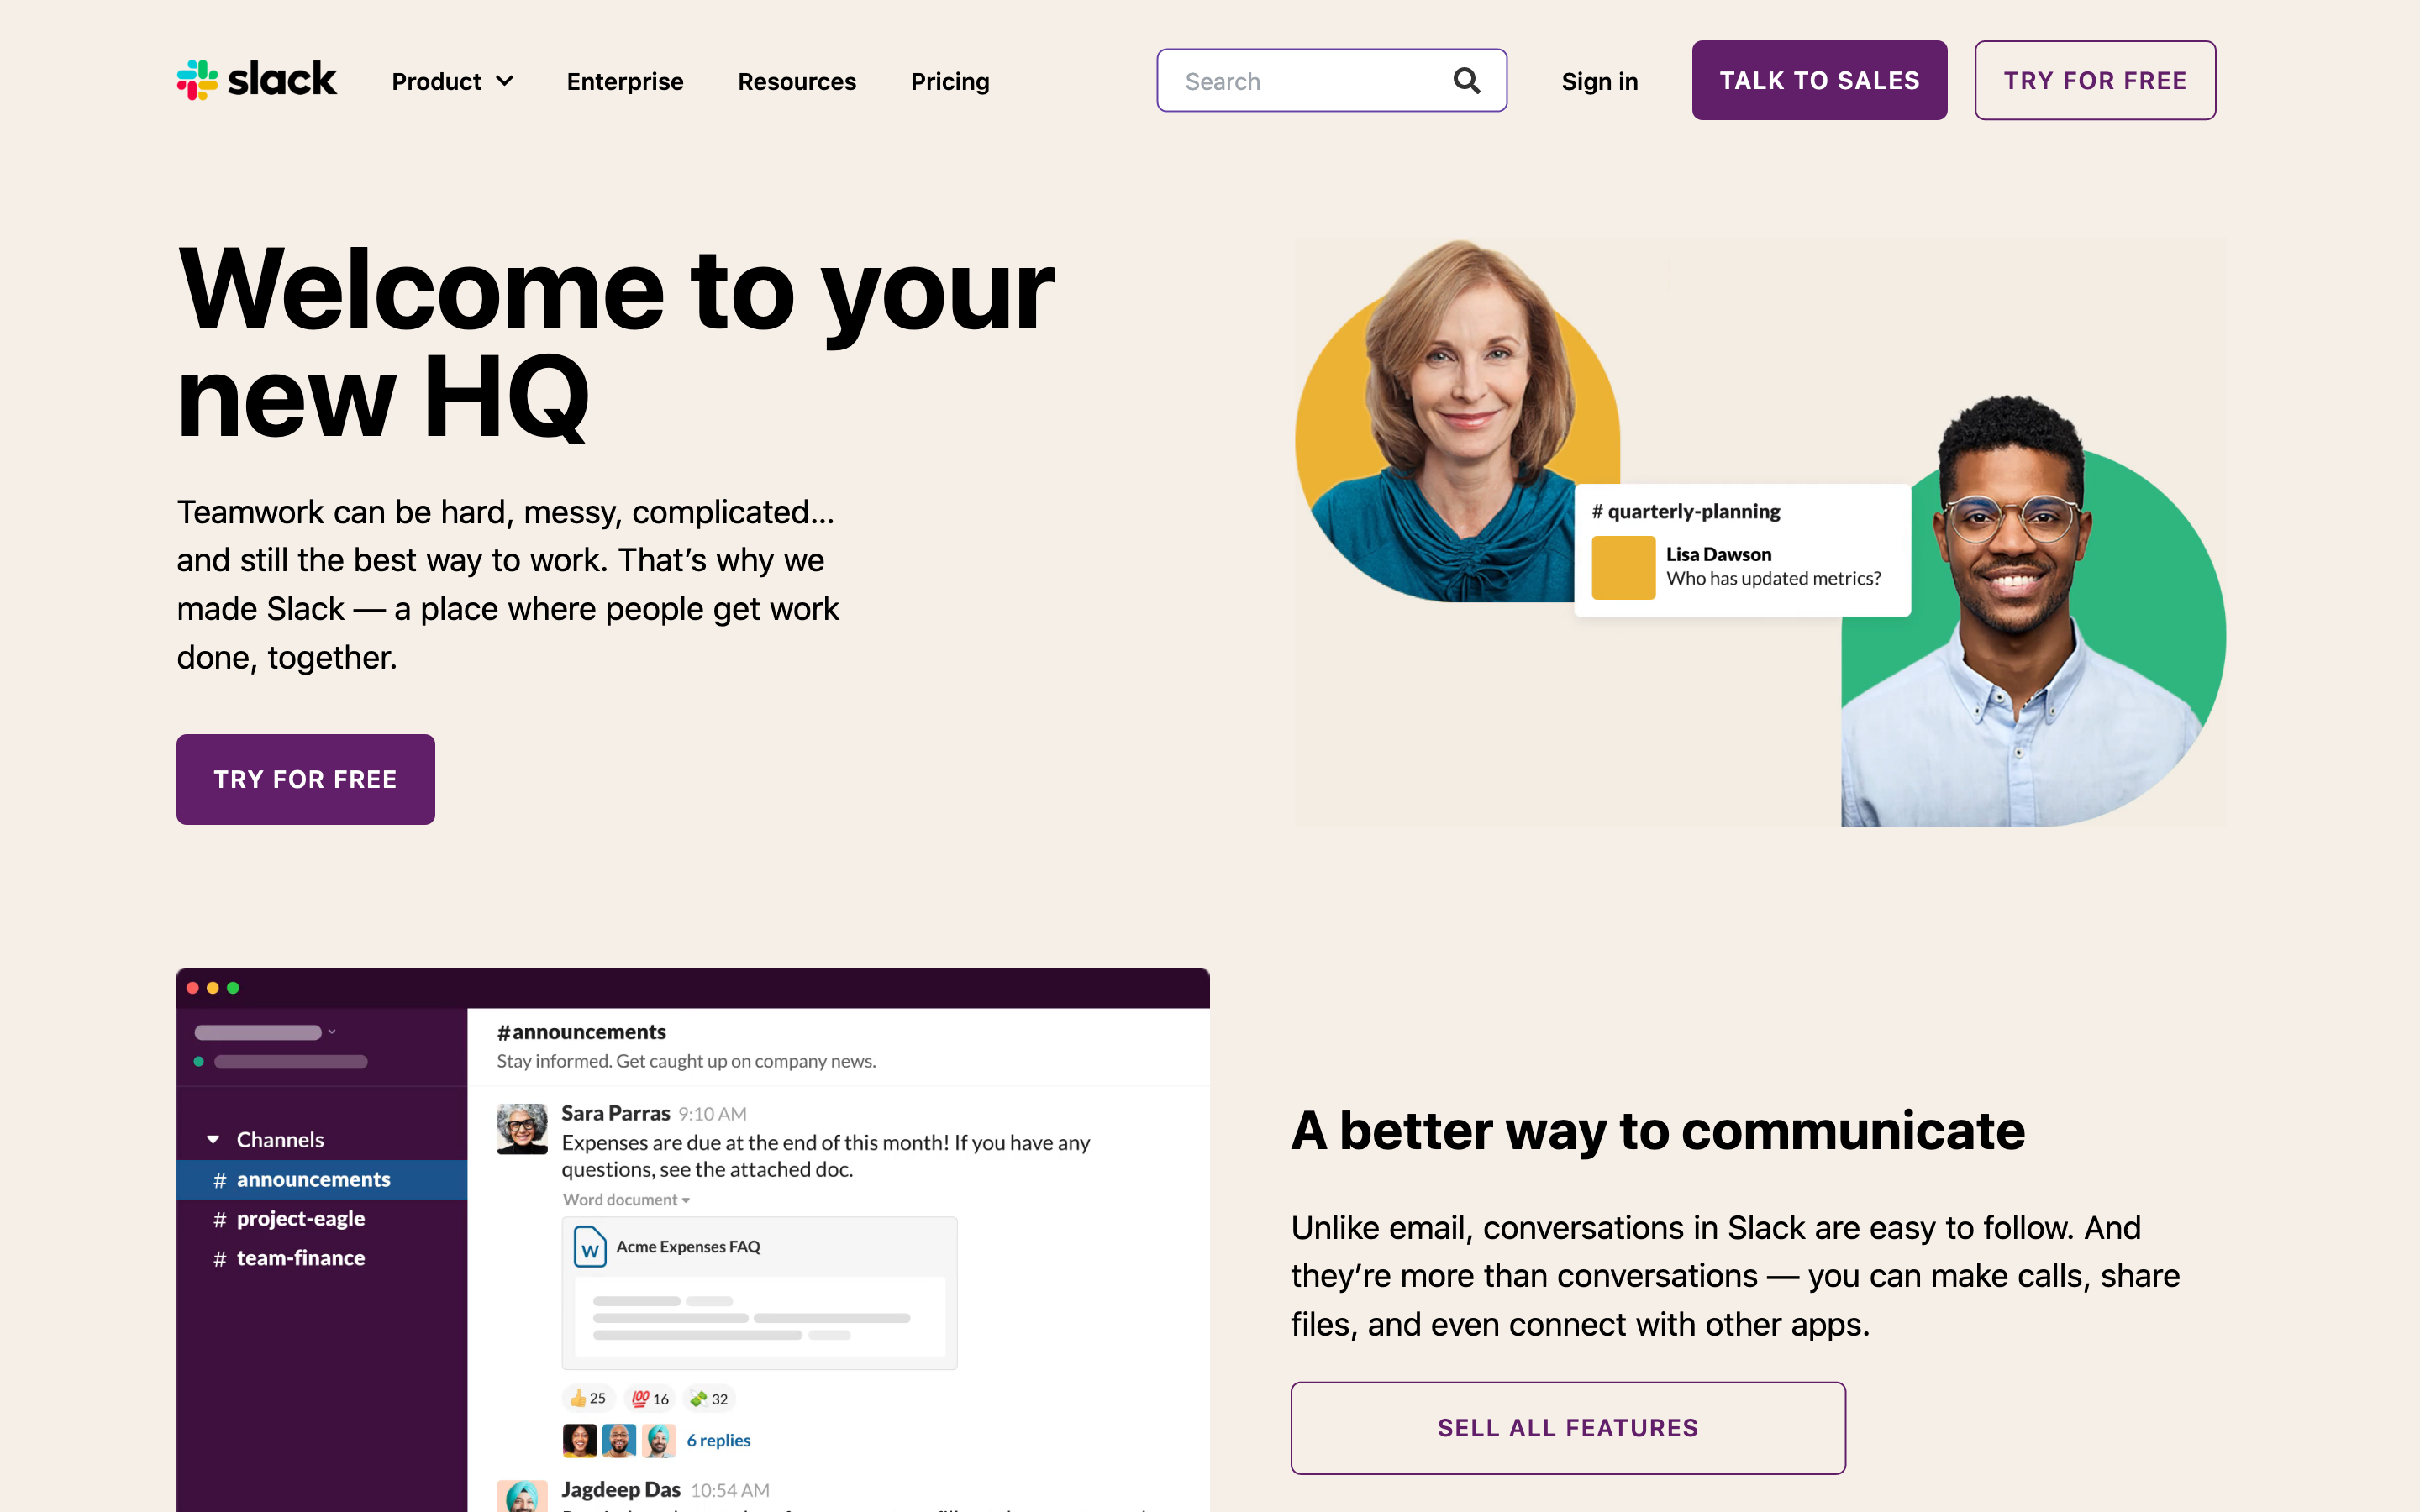 slack
Product
Enterprise
Resources
Pricing
Search
Sign in
TALK TO SALES
TRY FOR FREE
Welcome to your
new HQ
Teamwork can be hard, messy, complicated…
and still the best way to work. That’s why we
made Slack — a place where people get work
done, together.
TRY FOR FREE
# quarterly-planning
Lisa Dawson
Who has updated metrics?
#announcements
Stay informed. Get caught up on company news.
Channels
# announcements
# project-eagle
# team-finance
Sara Parras 9:10 AM
Expenses are due at the end of this month! If you have any
questions, see the attached doc.
Word document
W Acme Expenses FAQ
25 100 16 32
6 replies
Jagdeep Das 10:54 AM
A better way to communicate
Unlike email, conversations in Slack are easy to follow. And
they’re more than conversations — you can make calls, share
files, and even connect with other apps.
SELL ALL FEATURES